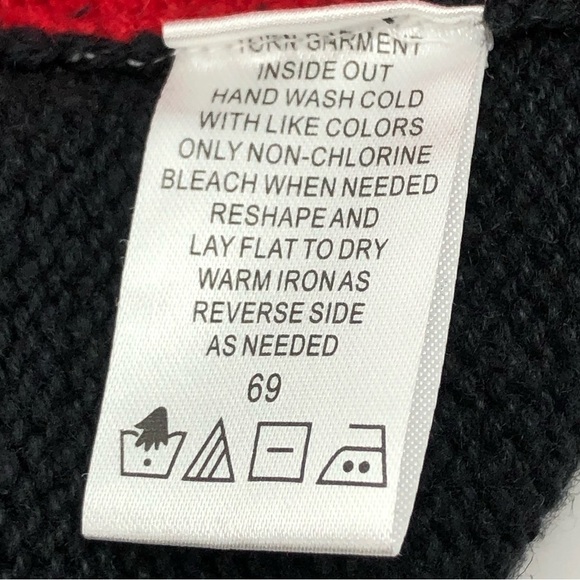 TURN GARMENT
INSIDE OUT
HAND WASH COLD
WITH LIKE COLORS
ONLY NON-CHLORINE
BLEACH WHEN NEEDED
RESHAPE AND
LAY FLAT TO DRY
WARM IRON AS
REVERSE SIDE
AS NEEDED
69